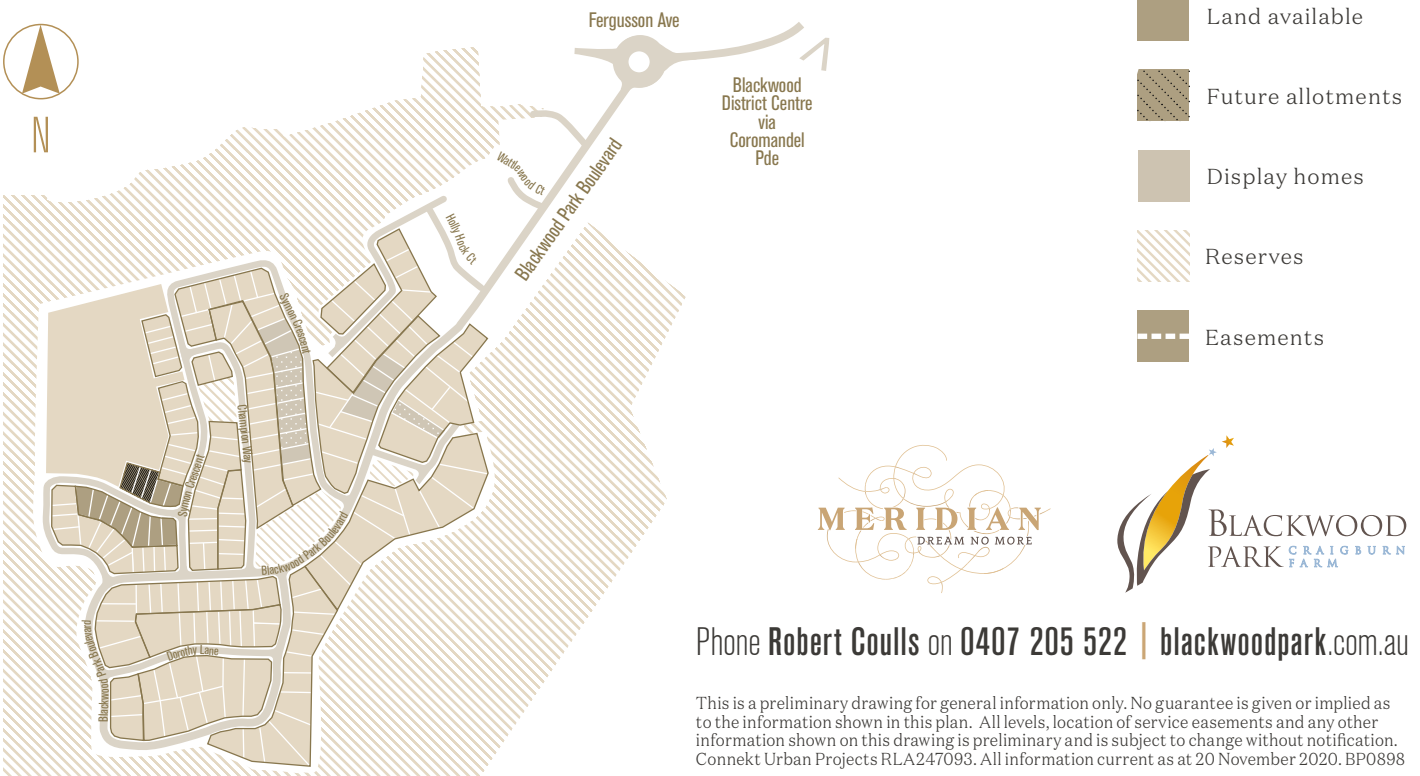 Fergusson Ave
Blackwood
District Centre
via
Coromandel
Pde
N
Wattlewood Ct
Blackwood Park Boulevard
Holly Hock Ct
Symon Crescent
Champion Way
Symon Crescent
Blackwood Park Boulevard
Dorothy Lane
Blackwood Park Boulevard
Land available
Future allotments
Display homes
Reserves
Easements
MERIDIAN
DREAM NO MORE
BLACKWOOD
PARK CRAIGBURN
FARM
Phone Robert Coulls on 0407 205 522 | blackwoodpark.com.au
This is a preliminary drawing for general information only. No guarantee is given or implied as
to the information shown in this plan. All levels, location of service easements and any other
information shown on this drawing is preliminary and is subject to change without notification.
Connekt Urban Projects RLA247093. All information current as at 20 November 2020. BP0898